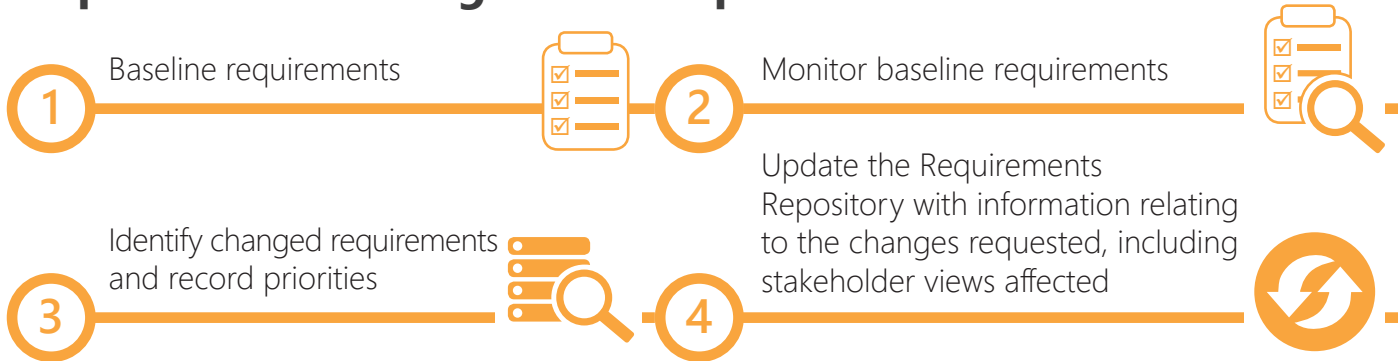 1
Baseline requirements
2
Monitor baseline requirements
3
Identify changed requirements
and record priorities
4
Update the Requirements
Repository with information relating
to the changes requested, including
stakeholder views affected